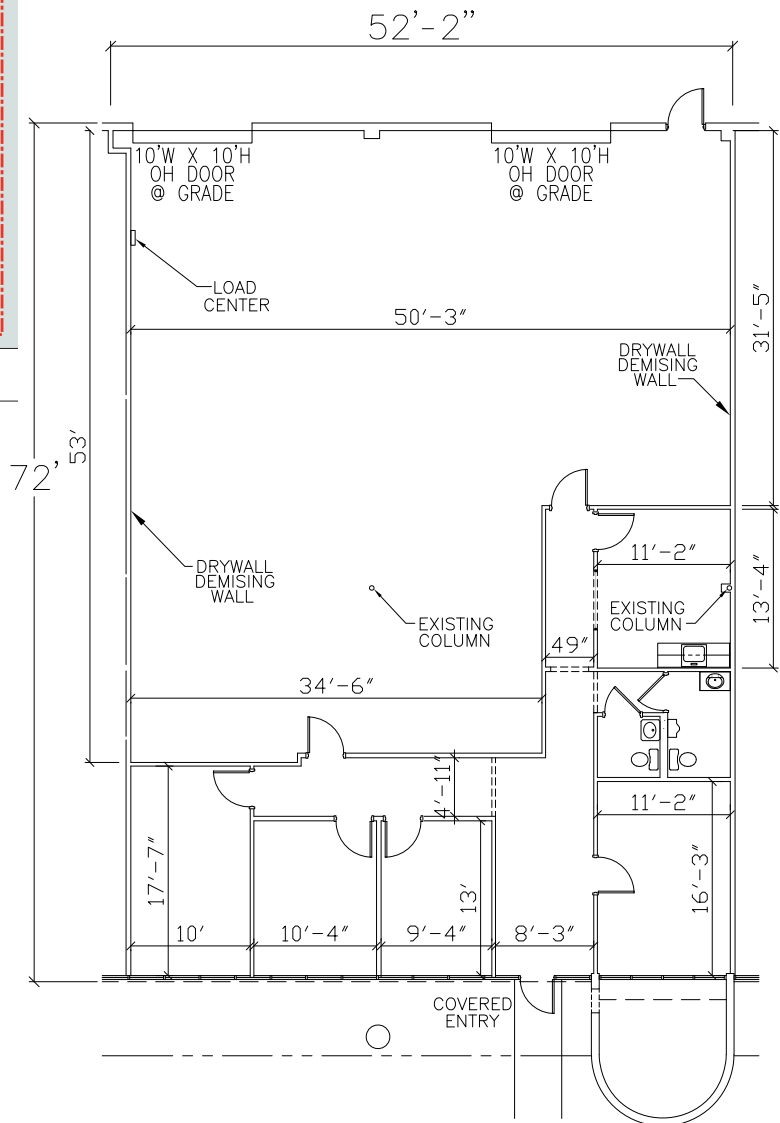 52'-2"
10'W X 10'H
OH DOOR
@ GRADE
10'W X 10'H
OH DOOR
@ GRADE
LOAD
CENTER
50'-3"
31'-5"
DRYWALL
DEMISING
WALL
53'
72'
DRYWALL
DEMISING
WALL
EXISTING
COLUMN
11'-2"
EXISTING
COLUMN
13'-4"
49"
34'-6"
4'-11"
11'-2"
17'-7"
13'
16'-3"
10'
10'-4"
9'-4"
8'-3"
COVERED
ENTRY